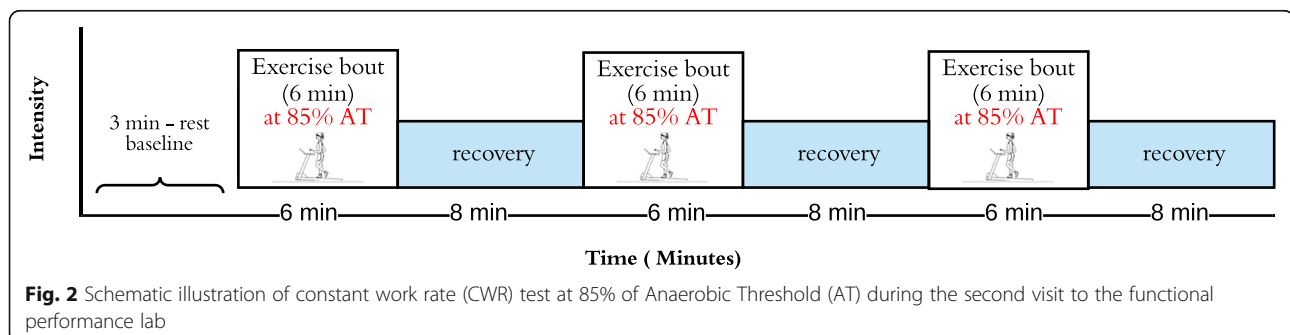 Intensity
3 min - rest
baseline
Exercise bout
(6 min)
at 85% AT
recovery
Exercise bout
(6 min)
at 85% AT
recovery
Exercise bout
(6 min)
at 85% AT
recovery
6 min 8 min 6 min 8 min 6 min 8 min
Time ( Minutes)
Fig. 2 Schematic illustration of constant work rate (CWR) test at 85% of Anaerobic Threshold (AT) during the second visit to the functional
performance lab